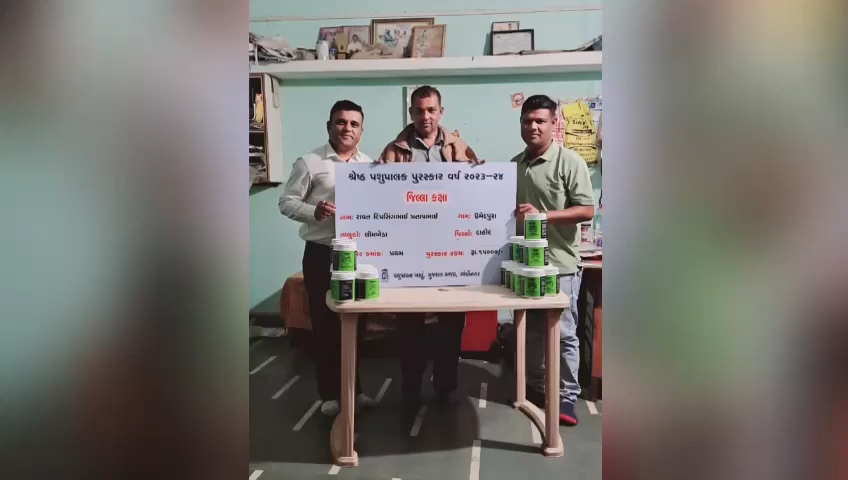 શ્રેષ્ઠ પશુપાલક પુરસ્કાર વર્ષ ૨૦૨૩-૨૪
જિલ્લા કક્ષા
નામ: રાવત દિપસિંગભાઈ પ્રતાપભાઈ ગામ: ઉમેદપુરા
તાલુકો: લીમખેડા જિલ્લો: દાહોદ
ક્રમાંક: પ્રથમ પુરસ્કાર રકમ: રૂા.૧૫૦૦૦/-
પશુપાલન ખાતું, ગુજરાત રાજ્ય, ગાંધીનગર